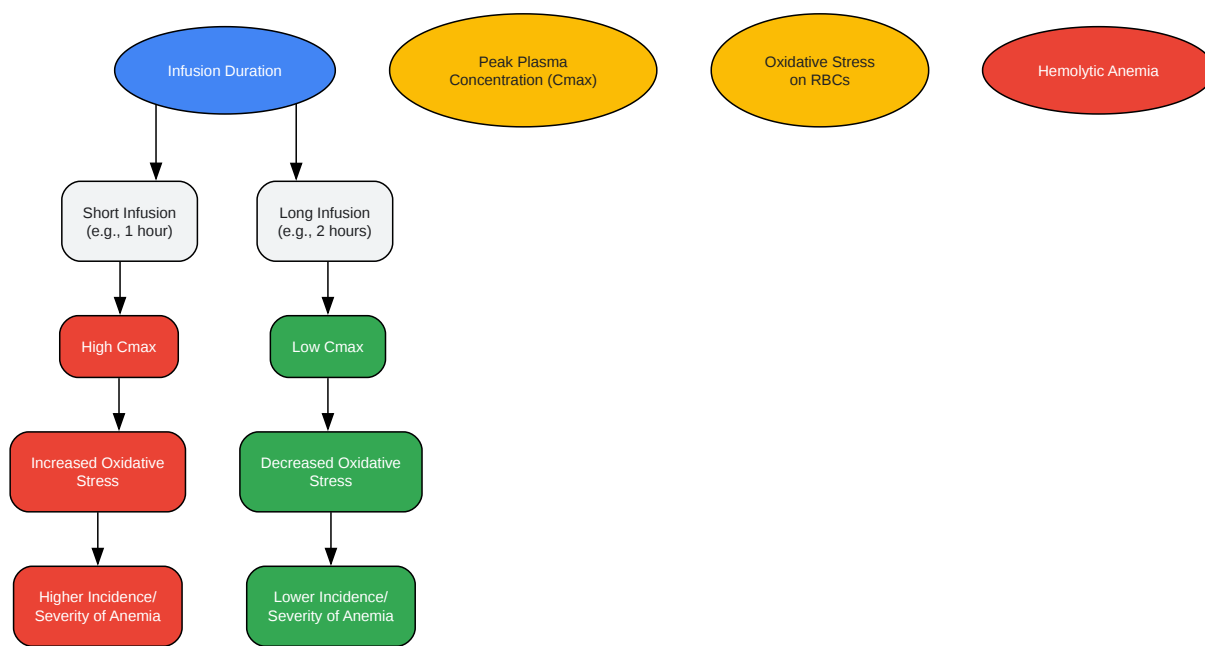 Infusion Duration
Peak Plasma
Concentration (Cmax)
Oxidative Stress
on RBCs
Hemolytic Anemia
Short Infusion
(e.g., 1 hour)
Long Infusion
(e.g., 2 hours)
High Cmax
Low Cmax
Increased Oxidative
Stress
Decreased Oxidative
Stress
Higher Incidence/
Severity of Anemia
Lower Incidence/
Severity of Anemia